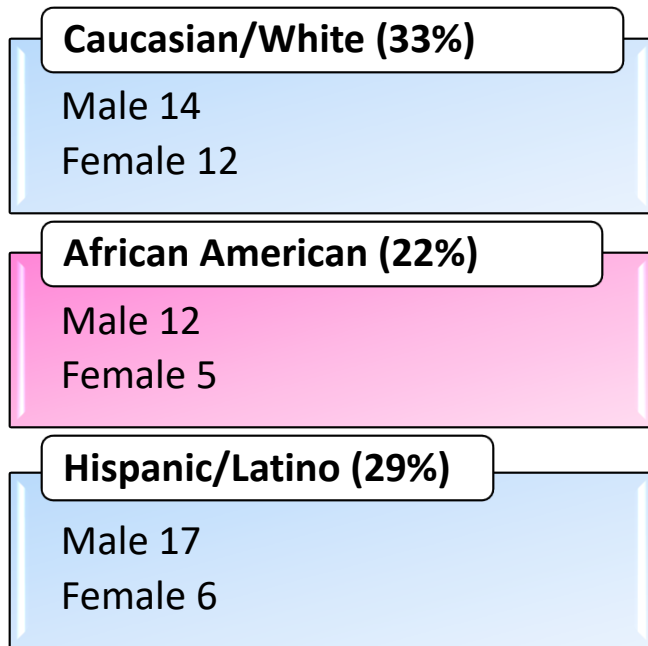 Caucasian/White (33%)
Male 14
Female 12
African American (22%)
Male 12
Female 5
Hispanic/Latino (29%)
Male 17
Female 6